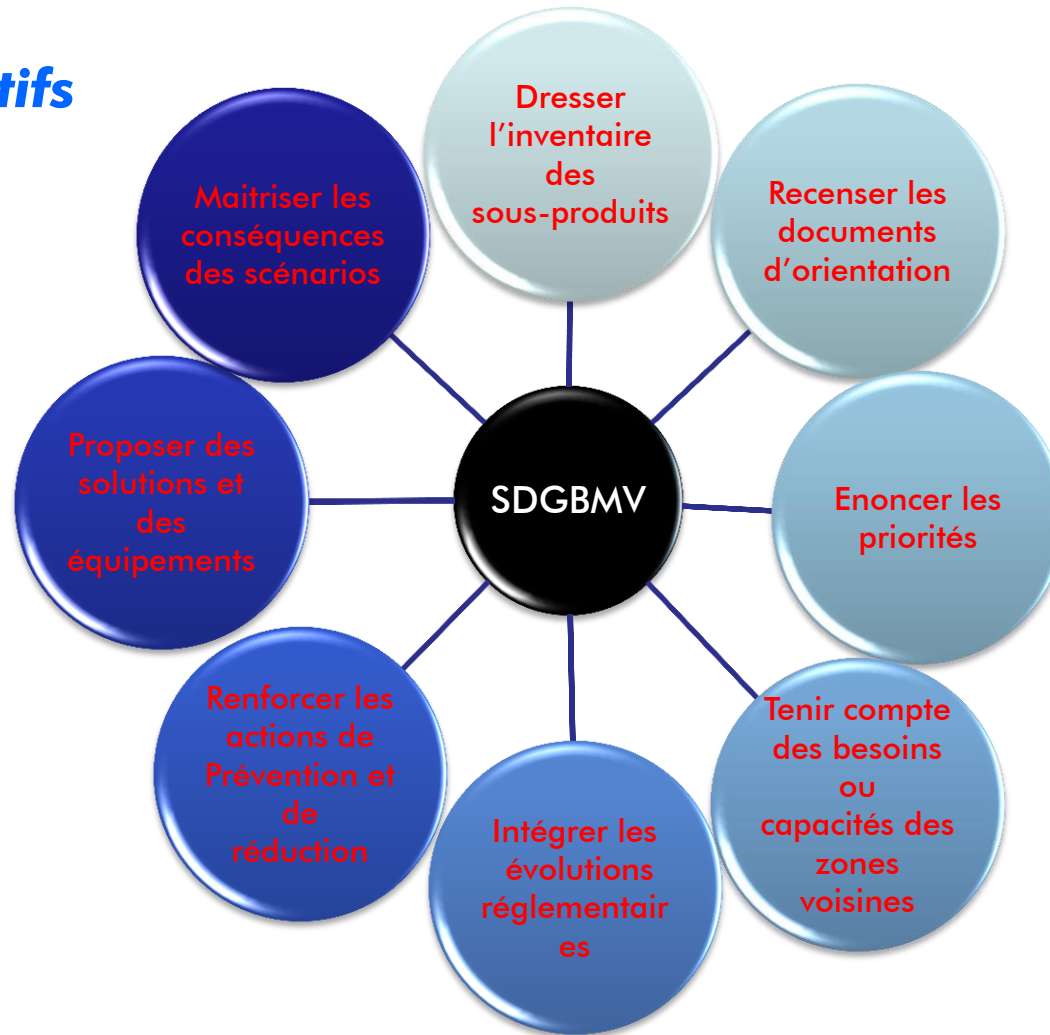 tifs
Dresser
l’inventaire
des
sous-produits
Recenser les
documents
d’orientation
Enoncer les
priorités
Tenir compte
des besoins
ou
capacités des
zones
voisines
Intégrer les
évolutions
réglementair
es
Renforcer les
actions de
Prévention et
de
réduction
Proposer des
solutions et
des
équipements
Maitriser les
conséquences
des scénarios
SDGBMV